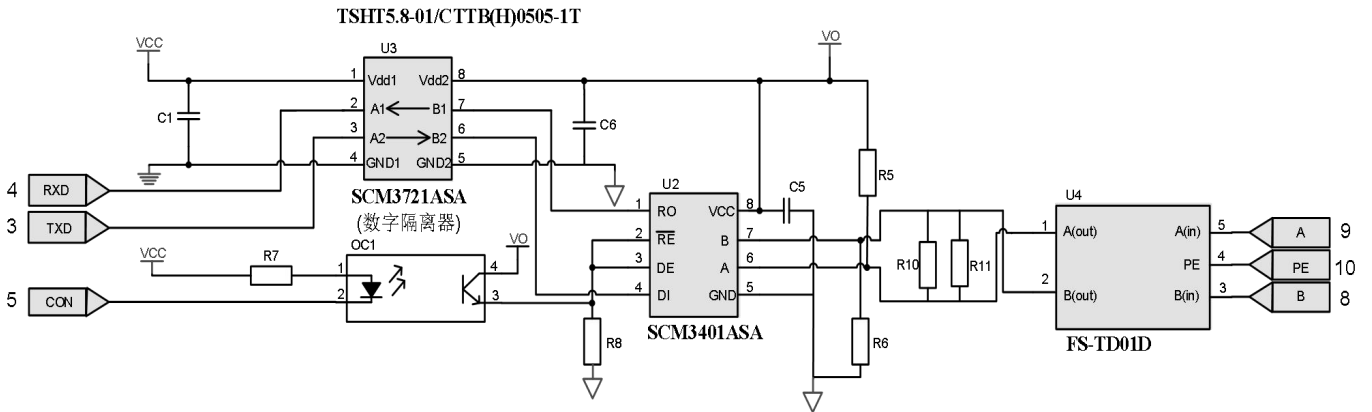 TSHT5.8-01/CTTB(H)0505-1T
VCC
U3
VO
1 Vdd1 Vdd2 8
2 A1 B1 7
3 A2 B2 6
4 GND1 GND2 5
C1
C6
SCM3721ASA
(数字隔离器)
4 RXD
3 TXD
5 CON
VCC
R7
OC1
1
2
4
3
VO
R8
U2
1 RO VCC 8
2 RE B 7
3 DE A 6
4 DI GND 5
SCM3401ASA
C5
R5
R6
R10
R11
U4
1 A(out) A(in) 5 A 9
PE 4 PE 10
2 B(out) B(in) 3 B 8
FS-TD01D